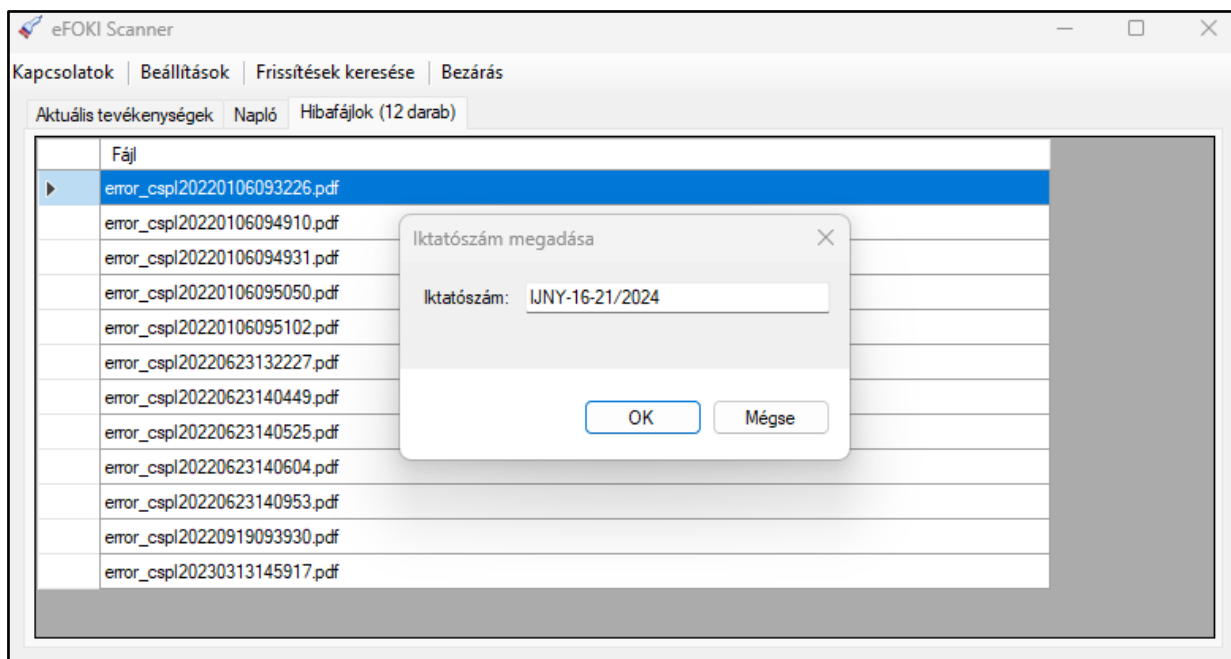 eFOKI Scanner
Kapcsolatok Beállítások Frissítések keresése Bezárás
Aktuális tevékenységek Napló Hibafájlok (12 darab)
Fájl
error_cspl20220106093226.pdf
error_cspl20220106094910.pdf
error_cspl20220106094931.pdf
error_cspl20220106095050.pdf
error_cspl20220106095102.pdf
error_cspl20220623132227.pdf
error_cspl20220623140449.pdf
error_cspl20220623140525.pdf
error_cspl20220623140604.pdf
error_cspl20220623140953.pdf
error_cspl20220919093930.pdf
error_cspl20230313145917.pdf
Iktatószám megadása
Iktatószám: IJNY-16-21/2024
OK Mégse